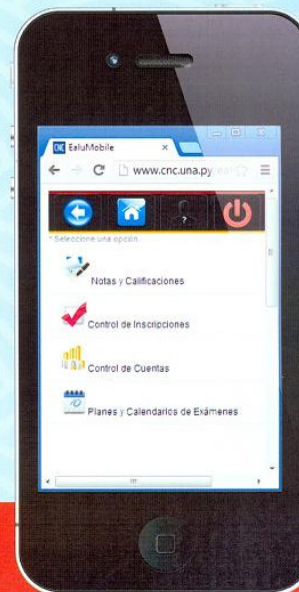 CNC EaluMobile
www.cnc.una.py
?
* Seleccione una opción
Notas y Calificaciones
Control de Inscripciones
Control de Cuentas
Planes y Calendarios de Exámenes